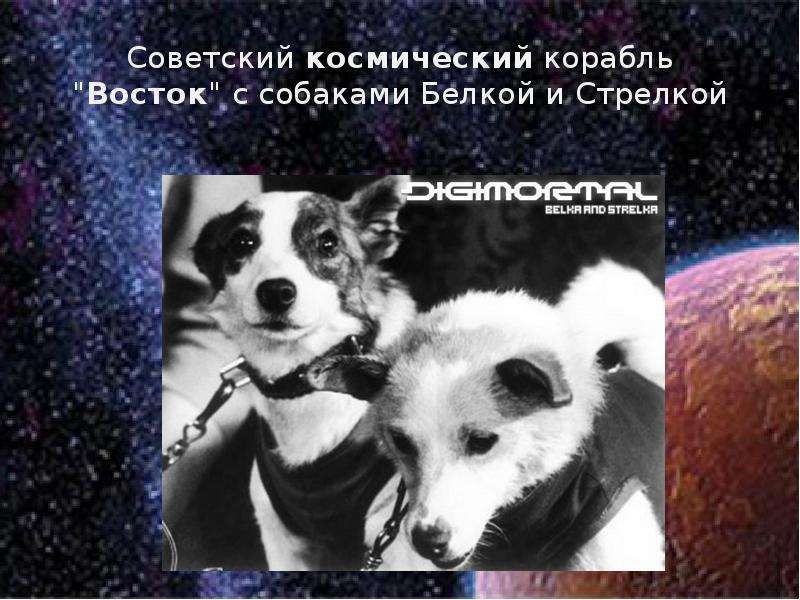 Советский космический корабль
"Восток" с собаками Белкой и Стрелкой
DIGIMORTAL
BELKA AND STRELKA